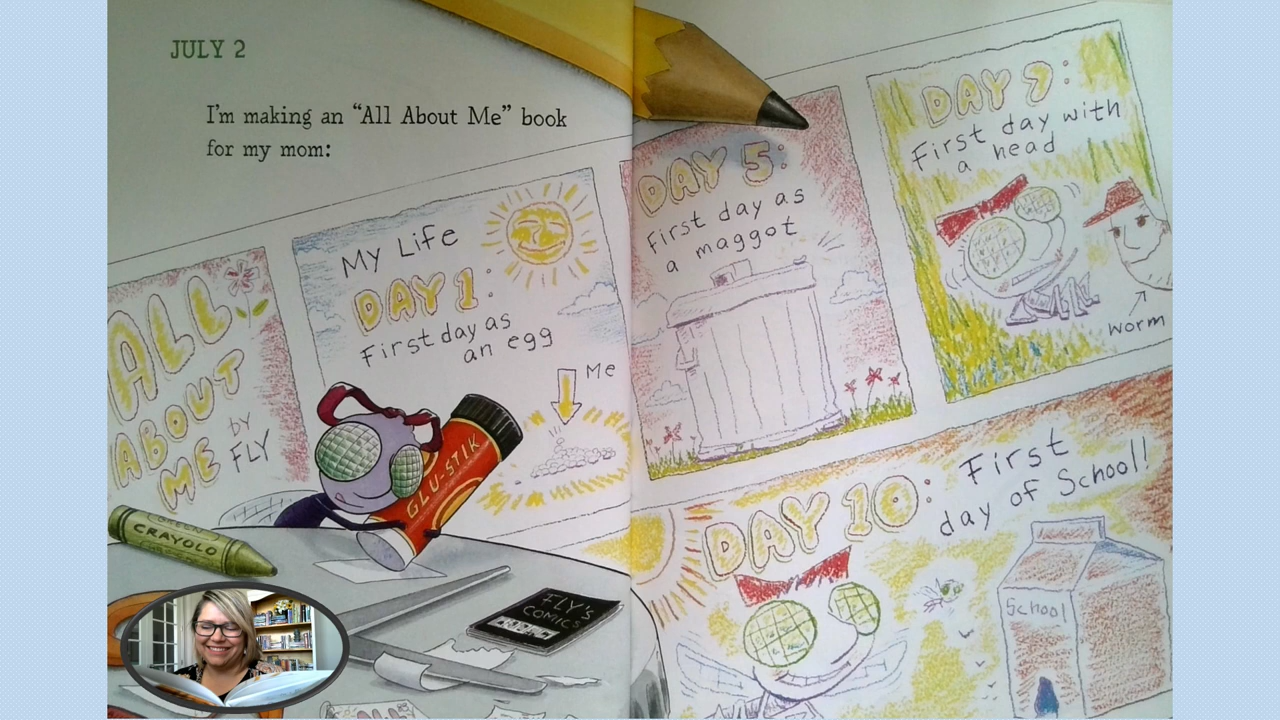 JULY 2
I'm making an “All About Me” book
for my mom:
ALL
ABOUT
ME BY
FLY
My Life
DAY 1:
First day as
an egg
Me
DAY 5:
First day as
a maggot
DAY 7:
First day with
a head
worm
DAY 10: First
day of School!
School
GLU-STIK
CRAYOLO
FLY'S
COMICS